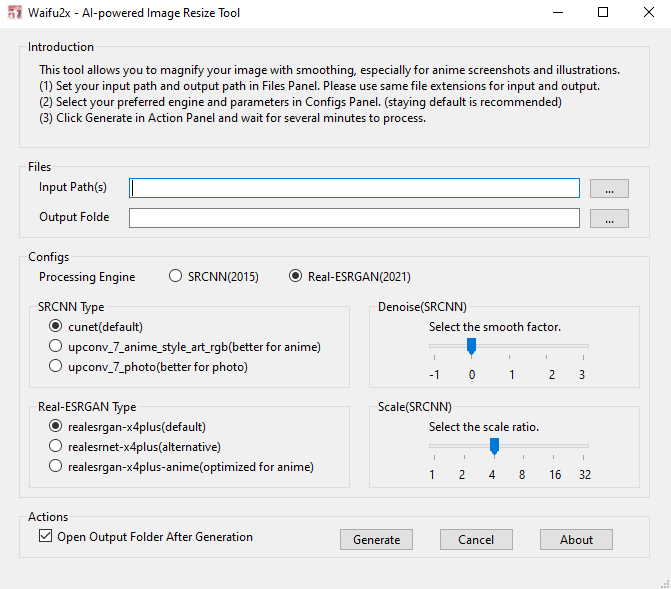 Waifu2x - AI-powered Image Resize Tool
Introduction
This tool allows you to magnify your image with smoothing, especially for anime screenshots and illustrations.
(1) Set your input path and output path in Files Panel. Please use same file extensions for input and output.
(2) Select your preferred engine and parameters in Configs Panel. (staying default is recommended)
(3) Click Generate in Action Panel and wait for several minutes to process.
Files
Input Path(s) ...
Output Folde ...
Configs
Processing Engine SRCNN(2015) Real-ESRGAN(2021)
SRCNN Type
cunet(default)
upconv_7_anime_style_art_rgb(better for anime)
upconv_7_photo(better for photo)
Denoise(SRCNN)
Select the smooth factor.
-1 0 1 2 3
Real-ESRGAN Type
realesrgan-x4plus(default)
realesrnet-x4plus(alternative)
realesrgan-x4plus-anime(optimized for anime)
Scale(SRCNN)
Select the scale ratio.
1 2 4 8 16 32
Actions
Open Output Folder After Generation Generate Cancel About